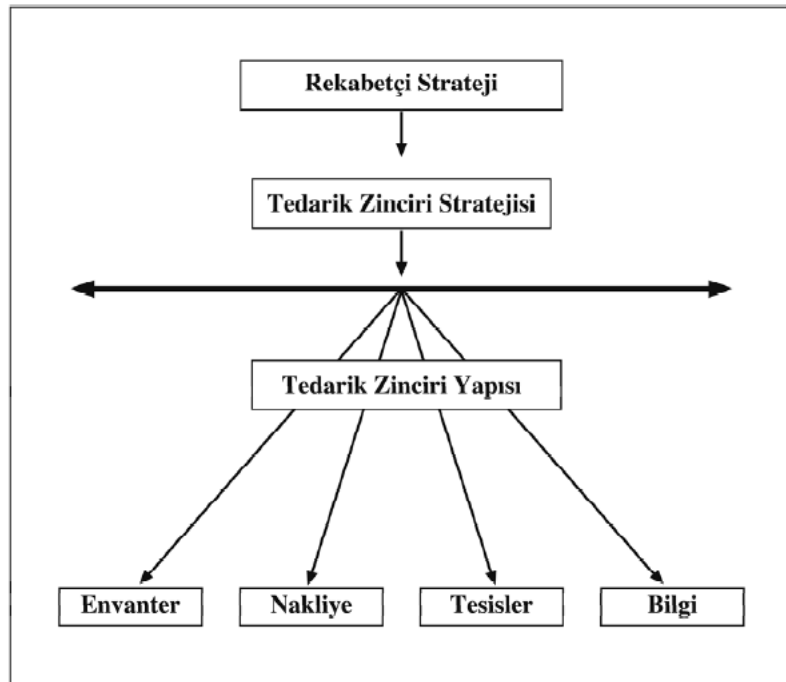 Rekabetçi Strateji
Tedarik Zinciri Stratejisi
Tedarik Zinciri Yapısı
Envanter
Nakliye
Tesisler
Bilgi